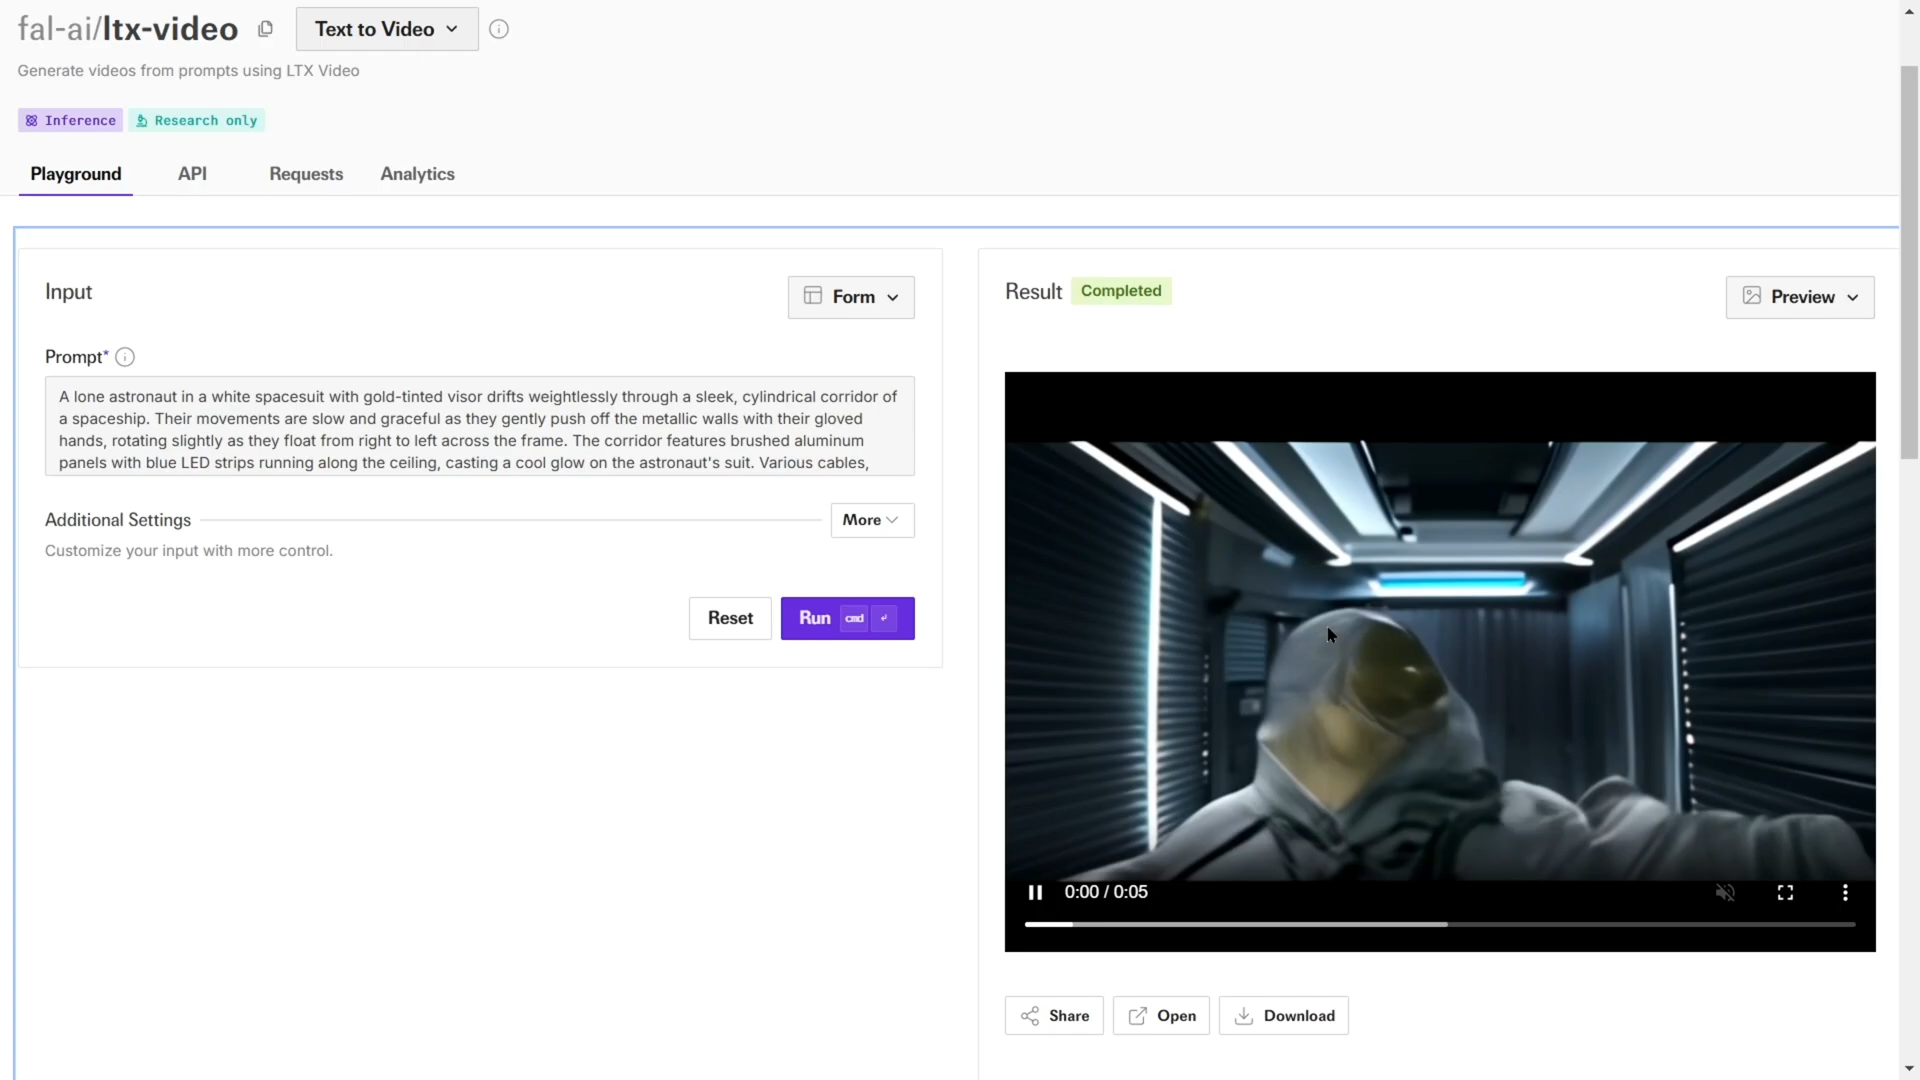 fal-ai/ltx-video
Text to Video
Generate videos from prompts using LTX Video
Inference
Research only
Playground
API
Requests
Analytics
Input
Form
Prompt*
A lone astronaut in a white spacesuit with gold-tinted visor drifts weightlessly through a sleek, cylindrical corridor of
a spaceship. Their movements are slow and graceful as they gently push off the metallic walls with their gloved
hands, rotating slightly as they float from right to left across the frame. The corridor features brushed aluminum
panels with blue LED strips running along the ceiling, casting a cool glow on the astronaut's suit. Various cables,
Additional Settings
More
Customize your input with more control.
Reset
Run cmd ↵
Result
Completed
Preview
0:00 / 0:05
Share
Open
Download